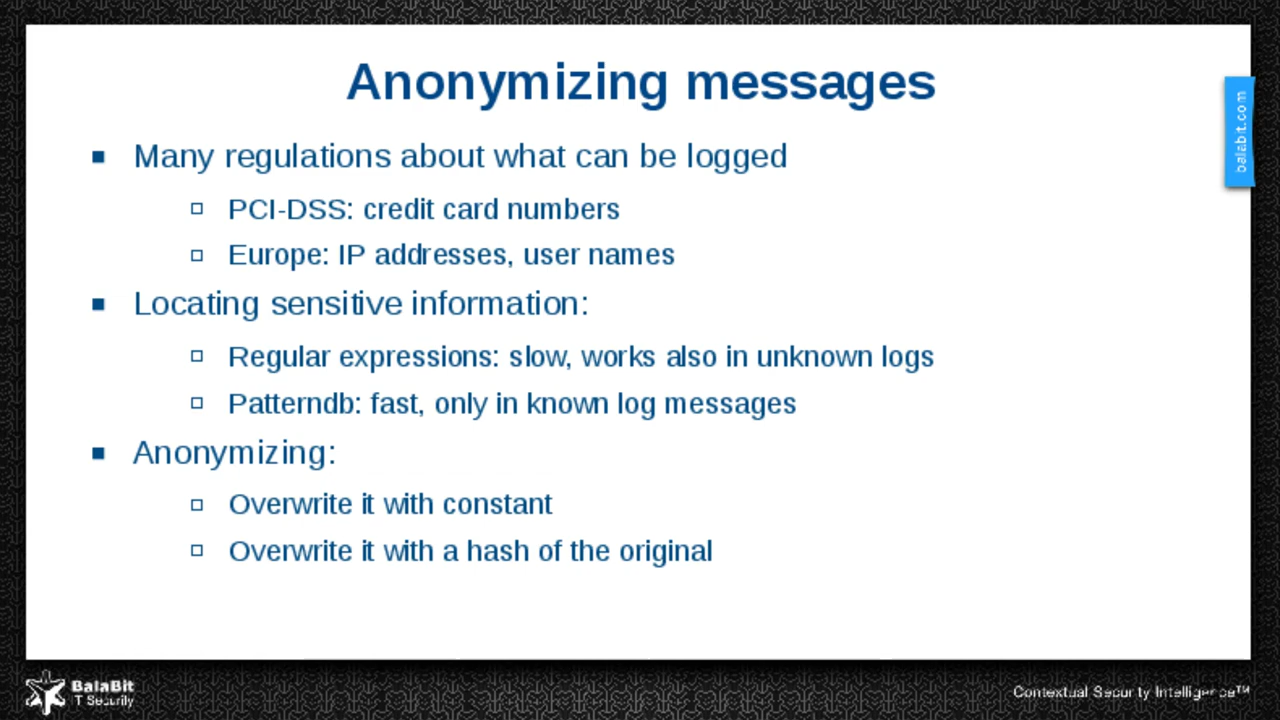 Anonymizing messages
Many regulations about what can be logged
PCI-DSS: credit card numbers
Europe: IP addresses, user names
Locating sensitive information:
Regular expressions: slow, works also in unknown logs
Patterndb: fast, only in known log messages
Anonymizing:
Overwrite it with constant
Overwrite it with a hash of the original
balabit.com
BalaBit
IT Security
Contextual Security Intelligence™